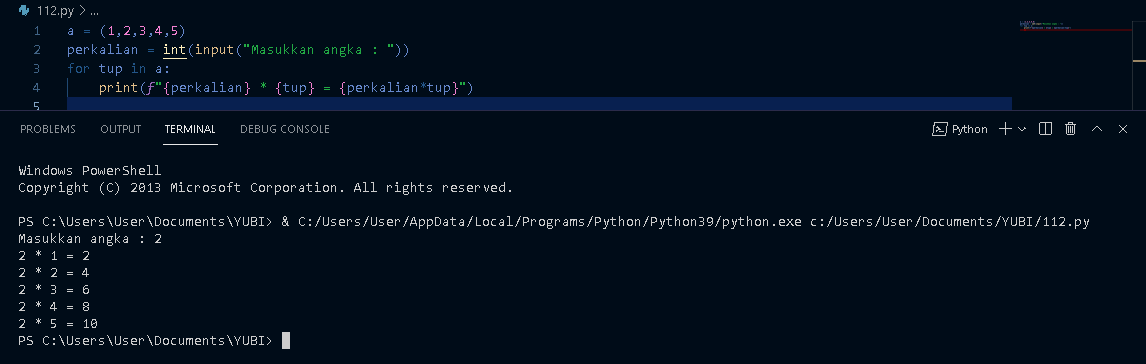 112.py > ...
1 a = (1,2,3,4,5)
2 perkalian = int(input("Masukkan angka : "))
3 for tup in a:
4     print(f"{perkalian} * {tup} = {perkalian*tup}")
5
PROBLEMS OUTPUT TERMINAL DEBUG CONSOLE Python
Windows PowerShell
Copyright (C) 2013 Microsoft Corporation. All rights reserved.
PS C:\Users\User\Documents\YUBI> & C:/Users/User/AppData/Local/Programs/Python/Python39/python.exe c:/Users/User/Documents/YUBI/112.py
Masukkan angka : 2
2 * 1 = 2
2 * 2 = 4
2 * 3 = 6
2 * 4 = 8
2 * 5 = 10
PS C:\Users\User\Documents\YUBI>